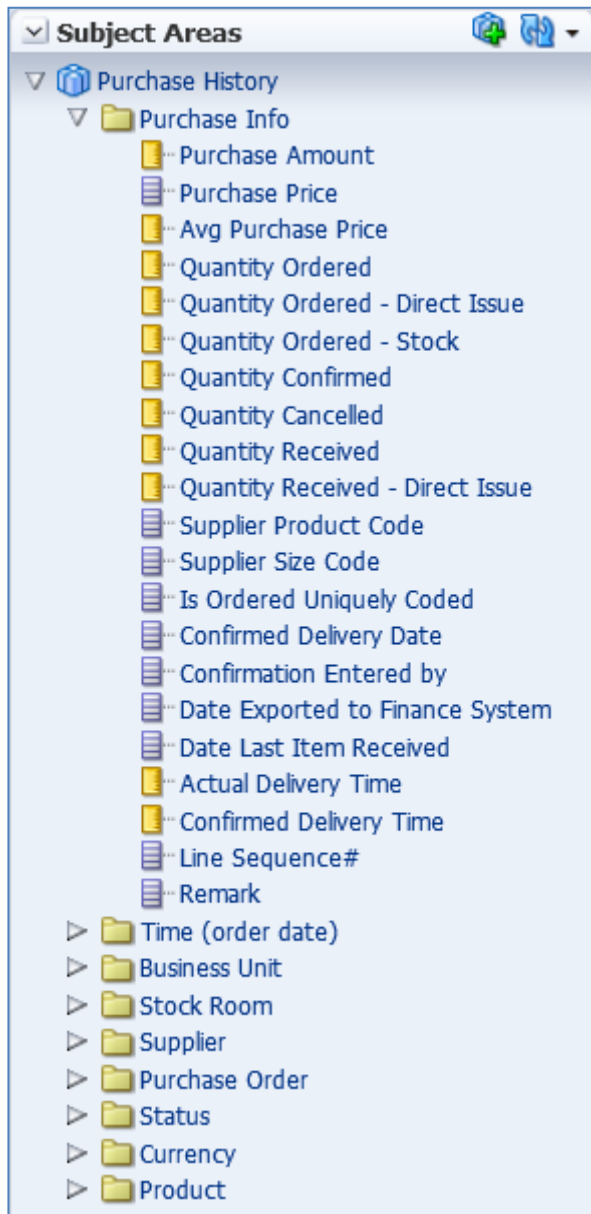 Subject Areas
Purchase History
Purchase Info
Purchase Amount
Purchase Price
Avg Purchase Price
Quantity Ordered
Quantity Ordered - Direct Issue
Quantity Ordered - Stock
Quantity Confirmed
Quantity Cancelled
Quantity Received
Quantity Received - Direct Issue
Supplier Product Code
Supplier Size Code
Is Ordered Uniquely Coded
Confirmed Delivery Date
Confirmation Entered by
Date Exported to Finance System
Date Last Item Received
Actual Delivery Time
Confirmed Delivery Time
Line Sequence#
Remark
Time (order date)
Business Unit
Stock Room
Supplier
Purchase Order
Status
Currency
Product